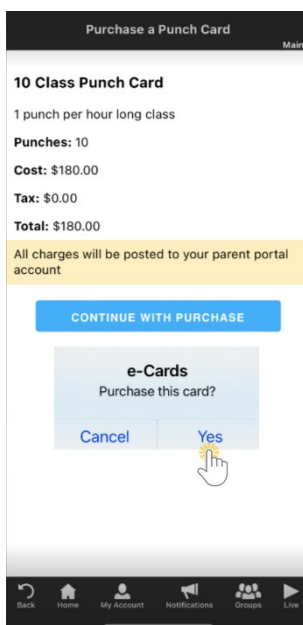 Purchase a Punch Card
Main
10 Class Punch Card
1 punch per hour long class
Punches: 10
Cost: $180.00
Tax: $0.00
Total: $180.00
All charges will be posted to your parent portal
account
CONTINUE WITH PURCHASE
e-Cards
Purchase this card?
Cancel Yes
Back Home My Account Notifications Groups Live